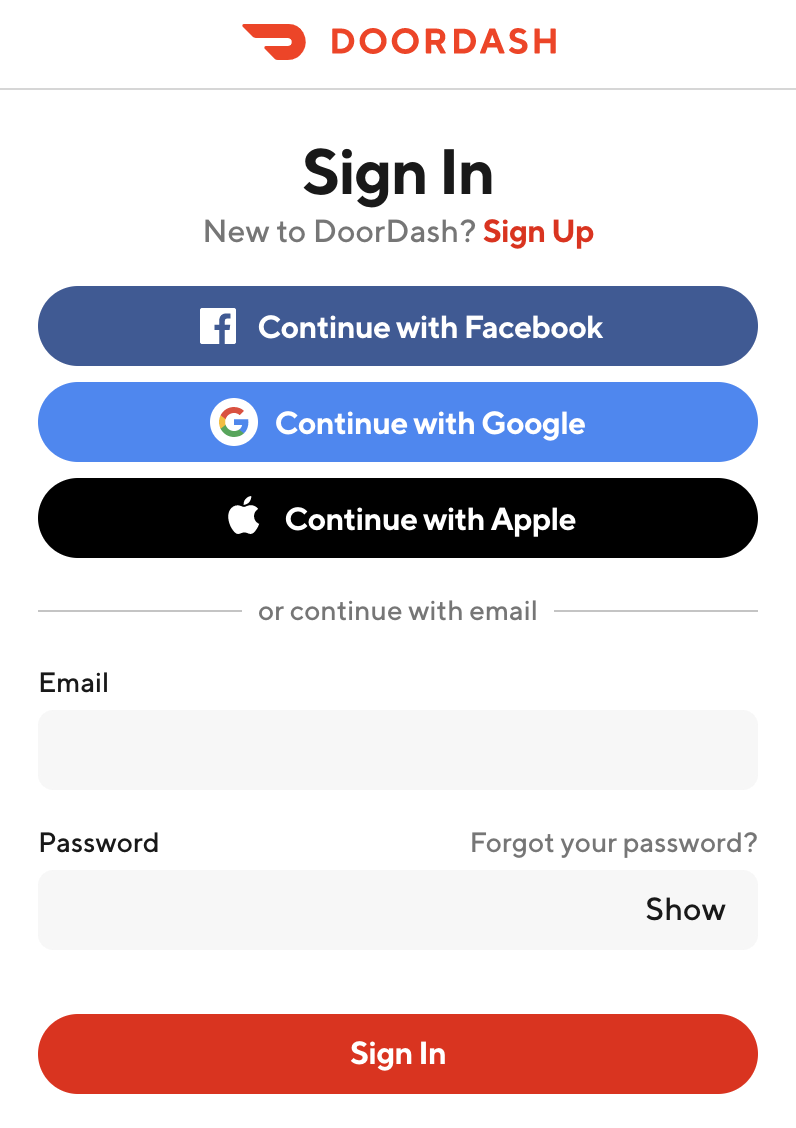 DOORDASH
Sign In
New to DoorDash? Sign Up
Continue with Facebook
Continue with Google
Continue with Apple
or continue with email
Email
Password Forgot your password?
Show
Sign In